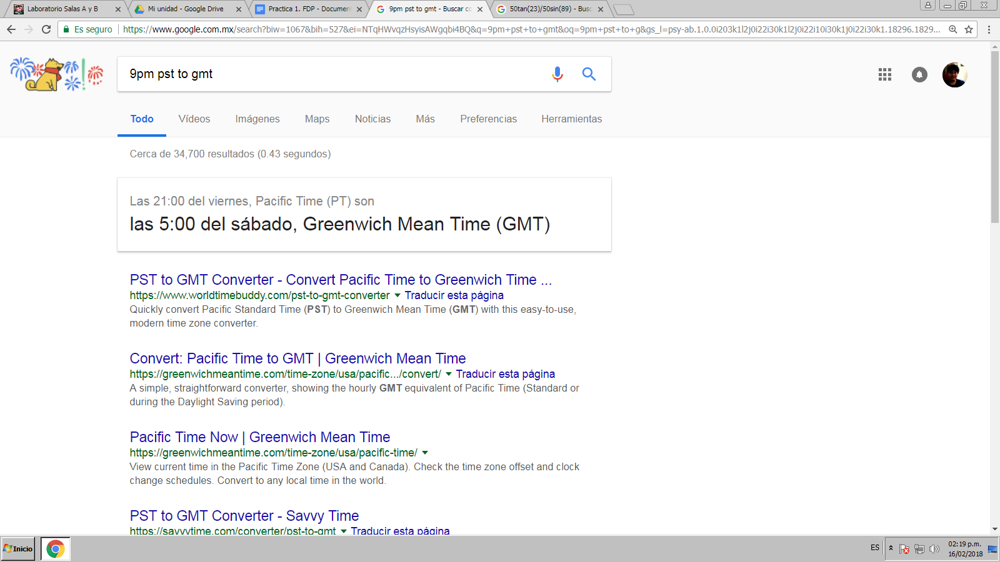 Laboratorio Salas A y B
Mi unidad - Google Drive
Practica 1. FDP - Document
9pm pst to gmt - Buscar co
50tan(23)/50sin(89) - Busc
Es seguro
https://www.google.com.mx/search?biw=1067&bih=527&ei=NTqHWvqzHsyisAWgqbi4BQ&q=9pm+pst+to+gmt&oq=9pm+pst+to+g&gs_l=psy-ab.1.0.0i203k1l2j0i22i30k1l2j0i22i10i30k1j0i22i30k1.18296.1829...
9pm pst to gmt
Todo Vídeos Imágenes Maps Noticias Más Preferencias Herramientas
Cerca de 34,700 resultados (0.43 segundos)
Las 21:00 del viernes, Pacific Time (PT) son
las 5:00 del sábado, Greenwich Mean Time (GMT)
PST to GMT Converter - Convert Pacific Time to Greenwich Time ...
https://www.worldtimebuddy.com/pst-to-gmt-converter Traducir esta página
Quickly convert Pacific Standard Time (PST) to Greenwich Mean Time (GMT) with this easy-to-use,
modern time zone converter.
Convert: Pacific Time to GMT | Greenwich Mean Time
https://greenwichmeantime.com/time-zone/usa/pacific.../convert/ Traducir esta página
A simple, straightforward converter, showing the hourly GMT equivalent of Pacific Time (Standard or
during the Daylight Saving period).
Pacific Time Now | Greenwich Mean Time
https://greenwichmeantime.com/time-zone/usa/pacific-time/
View current time in the Pacific Time Zone (USA and Canada). Check the time zone offset and clock
change schedules. Convert to any local time in the world.
PST to GMT Converter - Savvy Time
https://savvytime.com/converter/pst-to-gmt Traducir esta página
Inicio
ES
02:19 p.m.
16/02/2018